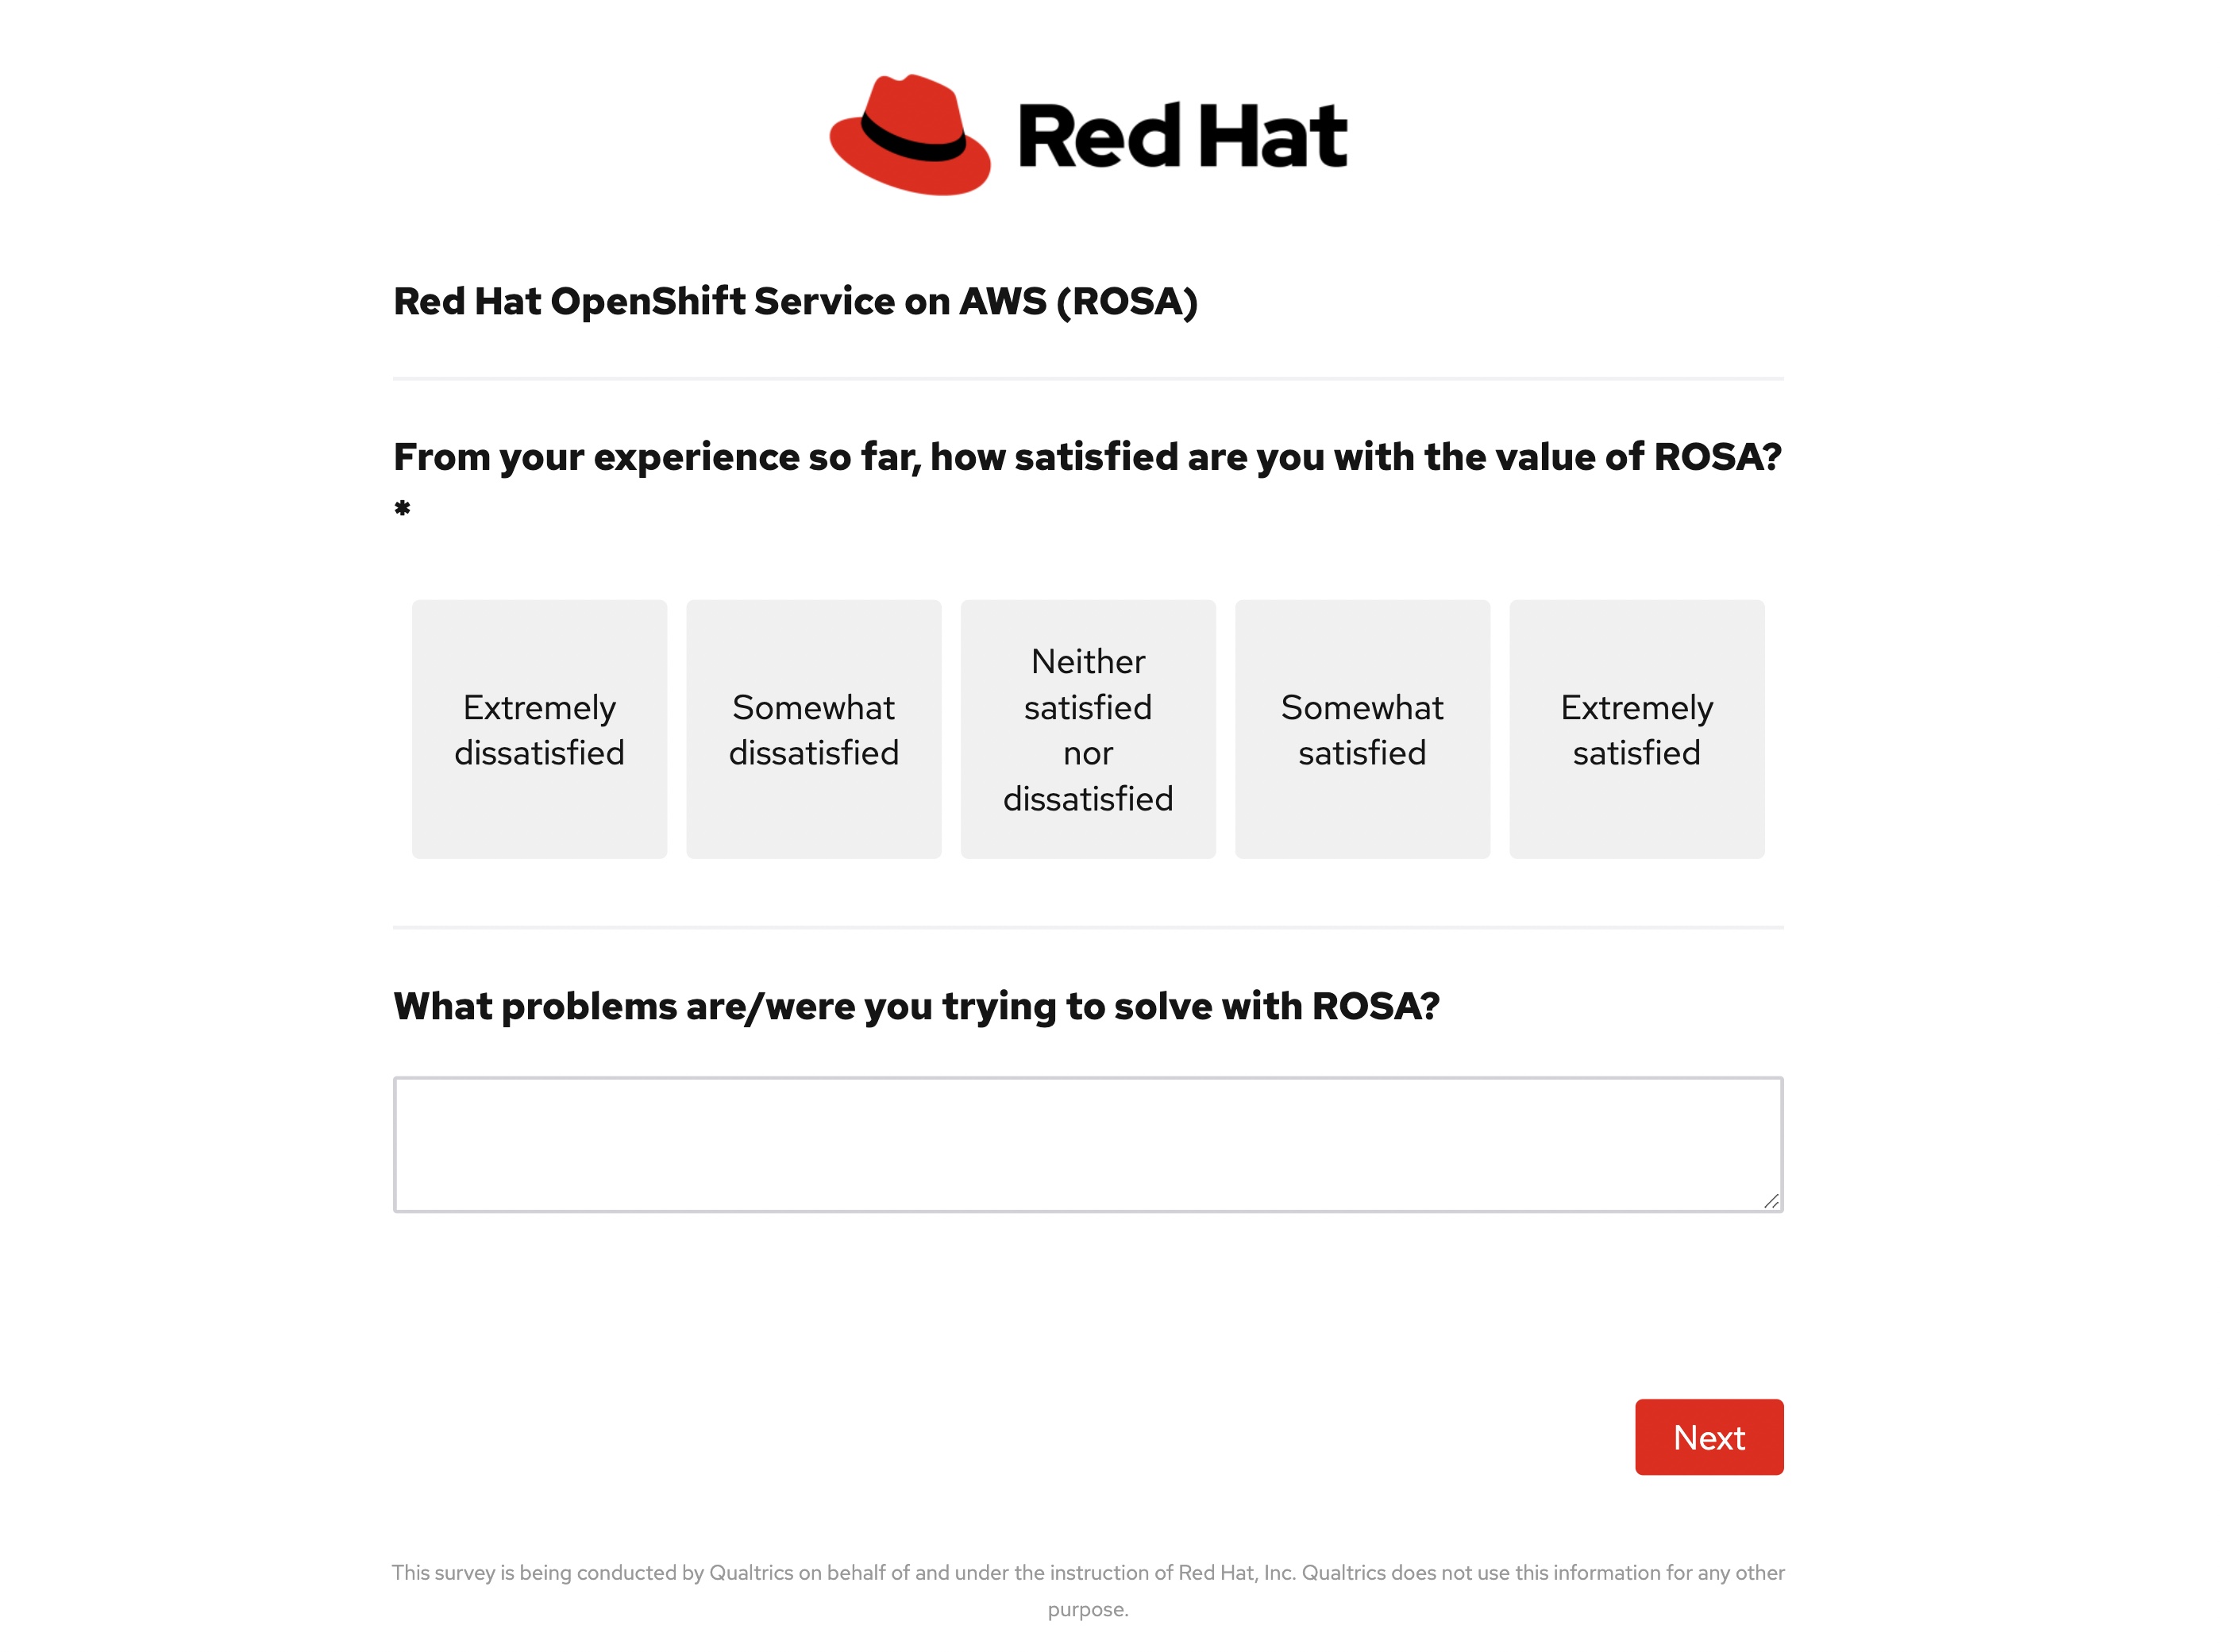 Red Hat
Red Hat OpenShift Service on AWS (ROSA)
From your experience so far, how satisfied are you with the value of ROSA?
*
Extremely
dissatisfied
Somewhat
dissatisfied
Neither
satisfied
nor
dissatisfied
Somewhat
satisfied
Extremely
satisfied
What problems are/were you trying to solve with ROSA?
Next
This survey is being conducted by Qualtrics on behalf of and under the instruction of Red Hat, Inc. Qualtrics does not use this information for any other
purpose.